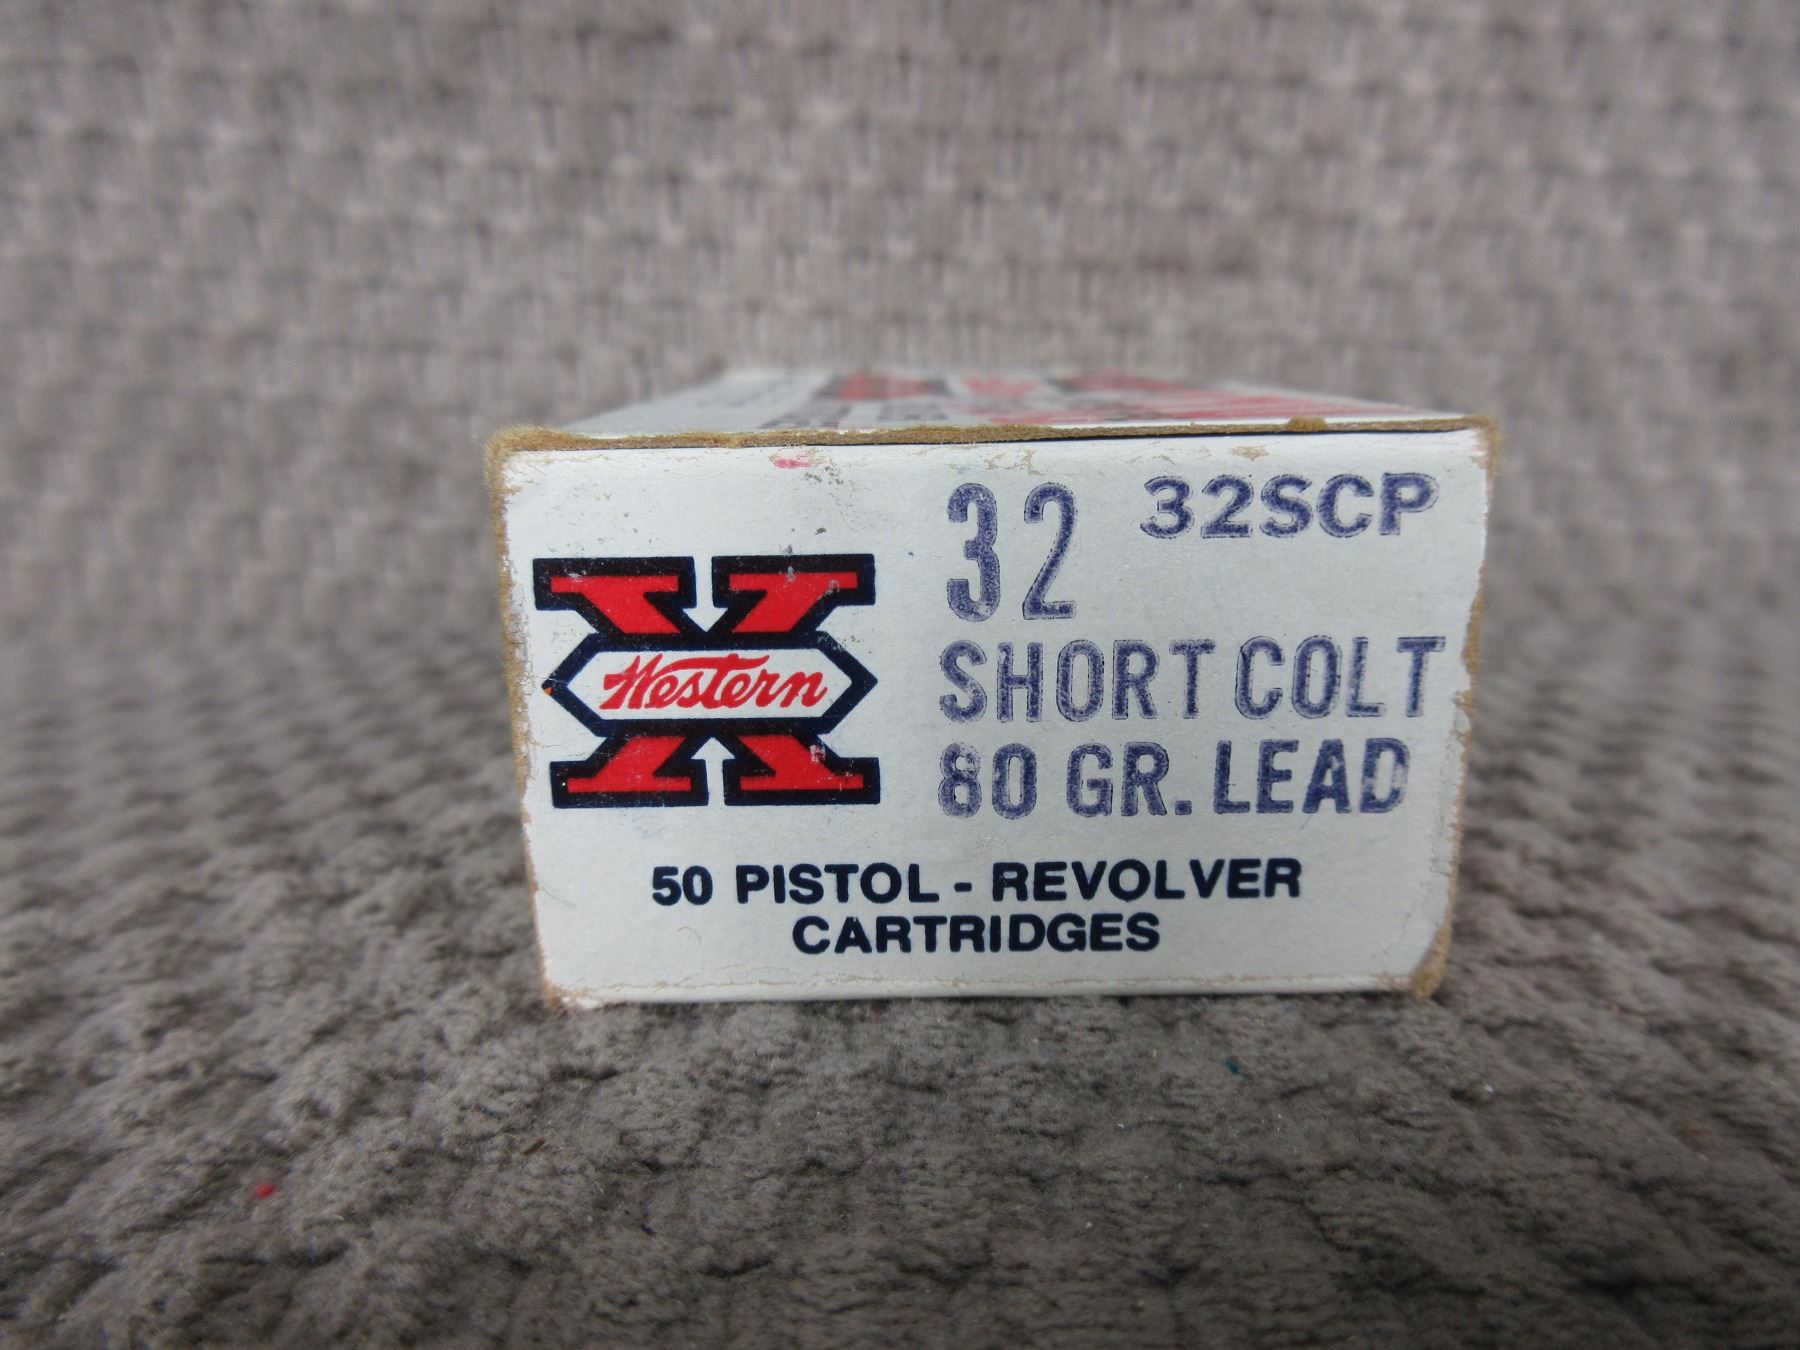 Western
32 32SCP
SHORT COLT
80 GR. LEAD
50 PISTOL - REVOLVER
CARTRIDGES